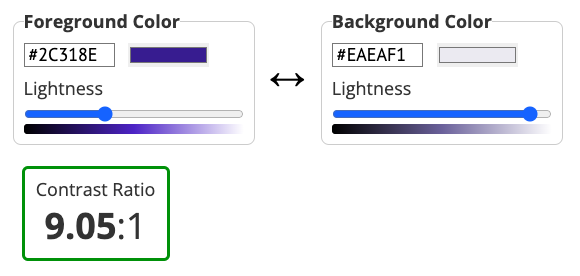 Foreground Color
#2C318E
Lightness
Background Color
#EAEAF1
Lightness
Contrast Ratio
9.05:1